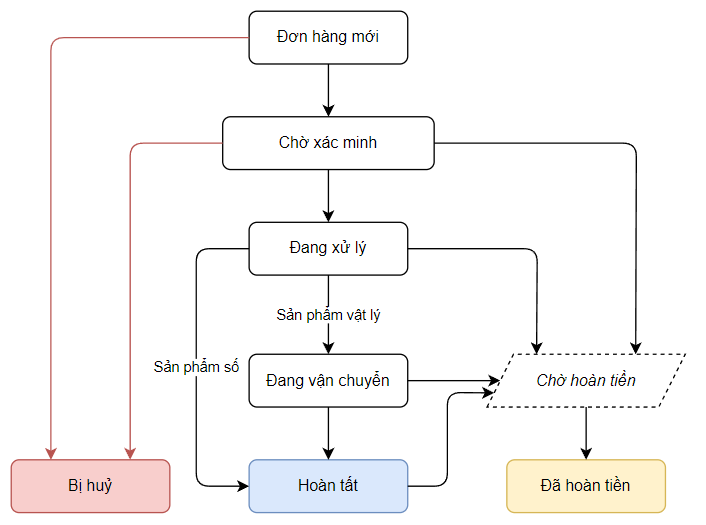 Đơn hàng mới
Chờ xác minh
Đang xử lý
Sản phẩm vật lý
Sản phẩm số
Đang vận chuyển
Chờ hoàn tiền
Bị huỷ
Hoàn tất
Đã hoàn tiền